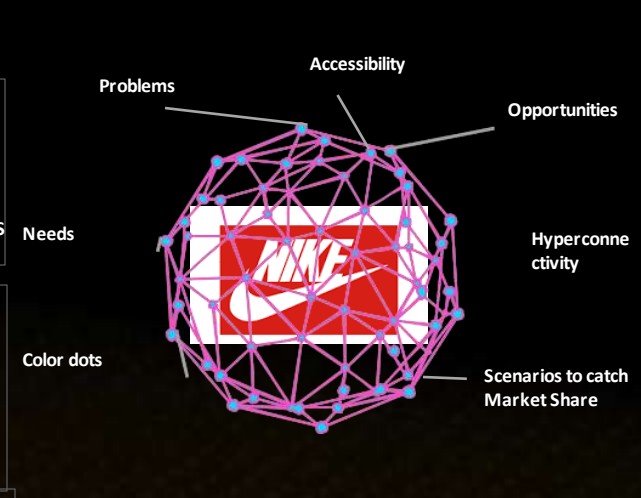 Accessibility
Problems
Opportunities
s
Needs
Hyperconne
ctivity
NIKE
Color dots
Scenarios to catch
Market Share